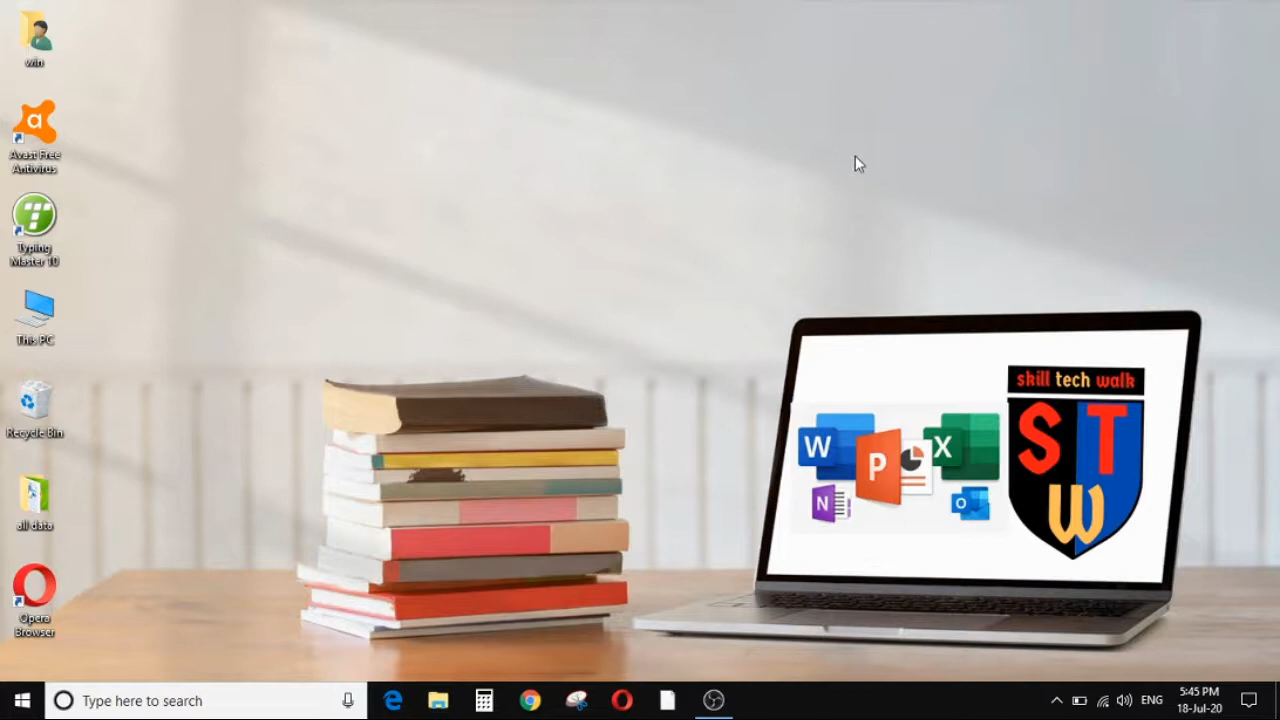 win
Avast Free
Antivirus
Typing
Master 10
This PC
Recycle Bin
all data
Opera
Browser
skill tech walk
S T
W
W
P
X
N
O
Type here to search
ENG
5:45 PM
18-Jul-20